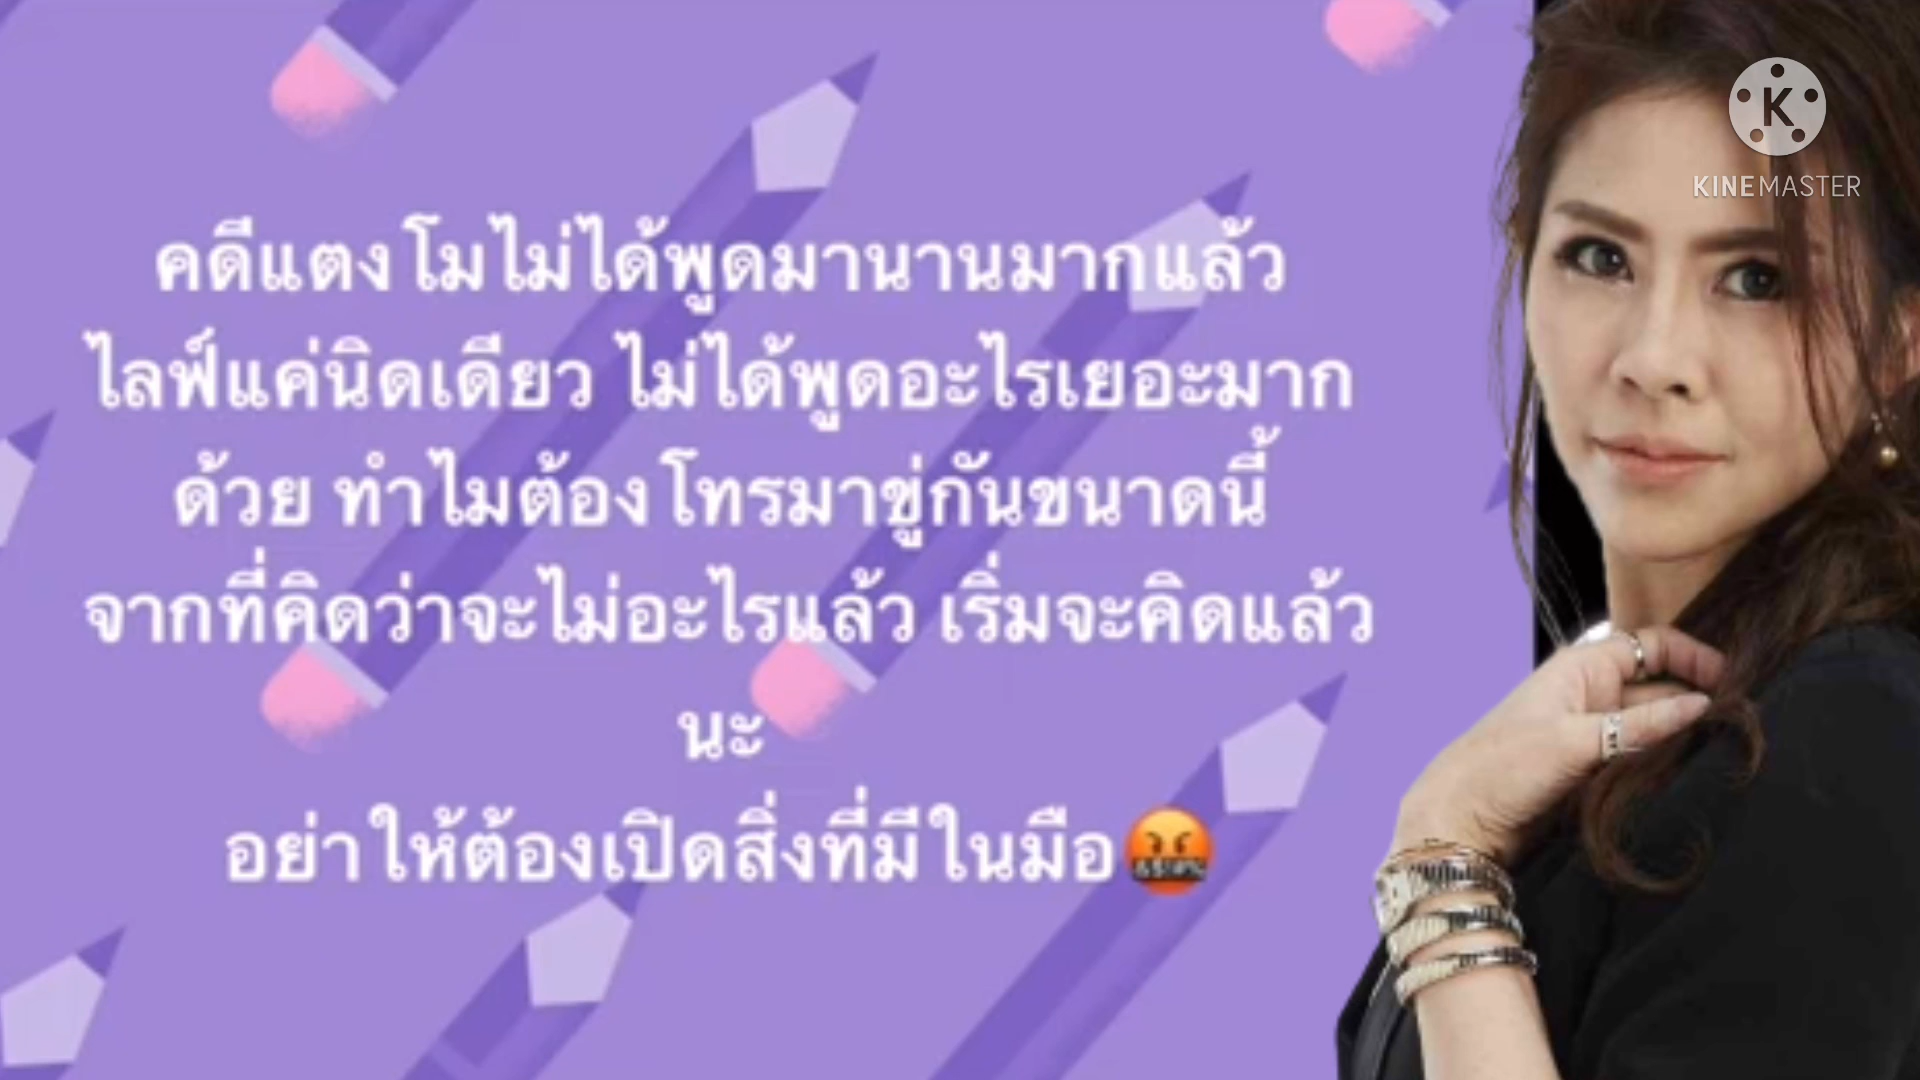 คดีแตงโมไม่ได้พูดมานานมากแล้ว
ไลฟ์แค่นิดเดียว ไม่ได้พูดอะไรเยอะมาก
ด้วย ทำไมต้องโทรมาขู่กันขนาดนี้
จากที่คิดว่าจะไม่อะไรแล้ว เริ่มจะคิดแล้ว
นะ
อย่าให้ต้องเปิดสิ่งที่มีในมือ🤬
K
KINEMASTER